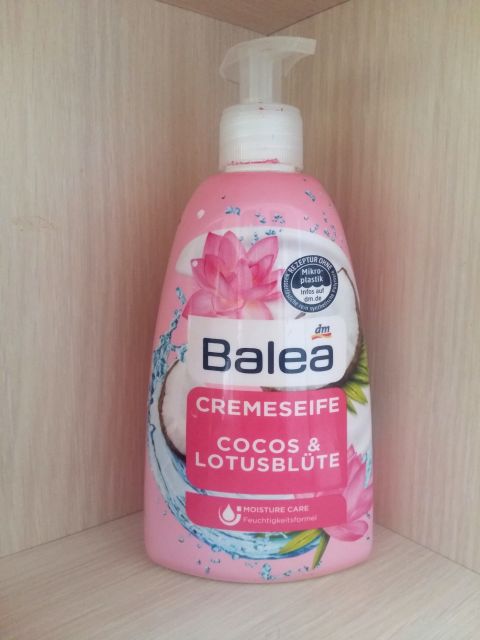 REZEPTUR OHNE
Mikro-
plastik
Infos auf
dm.de
dm
Balea
CREMESEIFE
COCOS &
LOTUSBLÜTE
MOISTURE CARE
Feuchtigkeitsformel